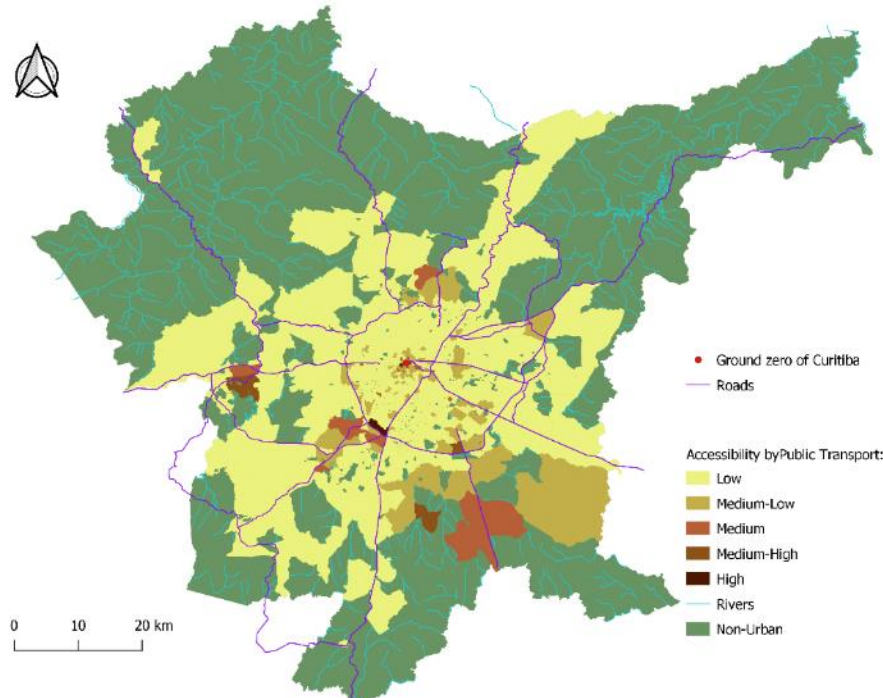 Ground zero of Curitiba
Roads
Accessibility byPublic Transport:
Low
Medium-Low
Medium
Medium-High
High
Rivers
Non-Urban
0 10 20 km